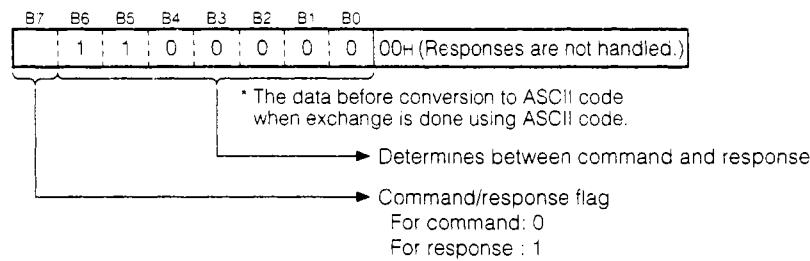 B7 B6 B5 B4 B3 B2 B1 B0
1 1 0 0 0 0 0 00H (Responses are not handled.)
* The data before conversion to ASCII code
when exchange is done using ASCII code.
Determines between command and response
Command/response flag
For command: 0
For response : 1